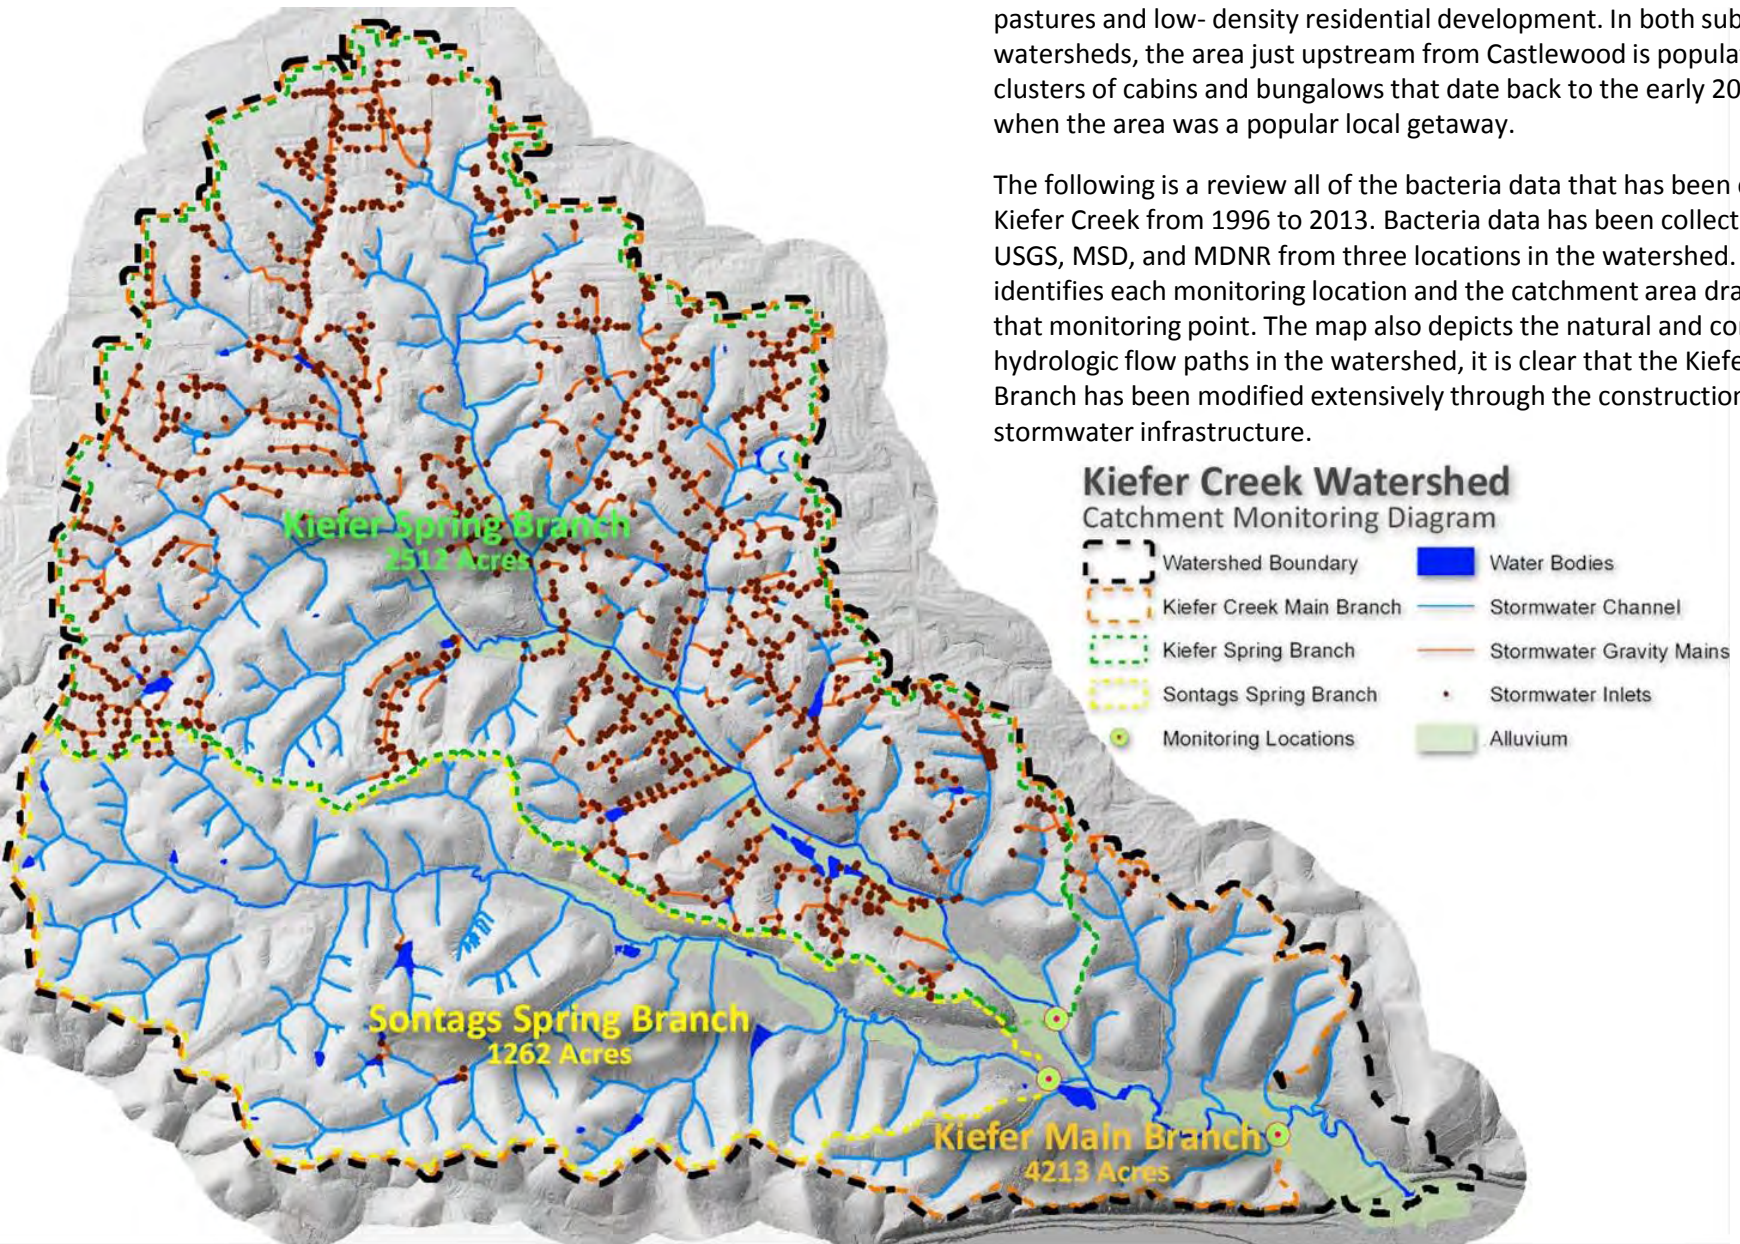 pastures and low- density residential development. In both sub
watersheds, the area just upstream from Castlewood is popula
clusters of cabins and bungalows that date back to the early 20
when the area was a popular local getaway.
The following is a review all of the bacteria data that has been
Kiefer Creek from 1996 to 2013. Bacteria data has been collect
USGS, MSD, and MDNR from three locations in the watershed.
identifies each monitoring location and the catchment area dra
that monitoring point. The map also depicts the natural and co
hydrologic flow paths in the watershed, it is clear that the Kiefe
Branch has been modified extensively through the construction
stormwater infrastructure.
Kiefer Creek Watershed
Catchment Monitoring Diagram
Watershed Boundary
Kiefer Creek Main Branch
Kiefer Spring Branch
Sontags Spring Branch
Monitoring Locations
Water Bodies
Stormwater Channel
Stormwater Gravity Mains
Stormwater Inlets
Alluvium
Kiefer Spring Branch
2512 Acres
Sontags Spring Branch
1262 Acres
Kiefer Main Branch
4213 Acres